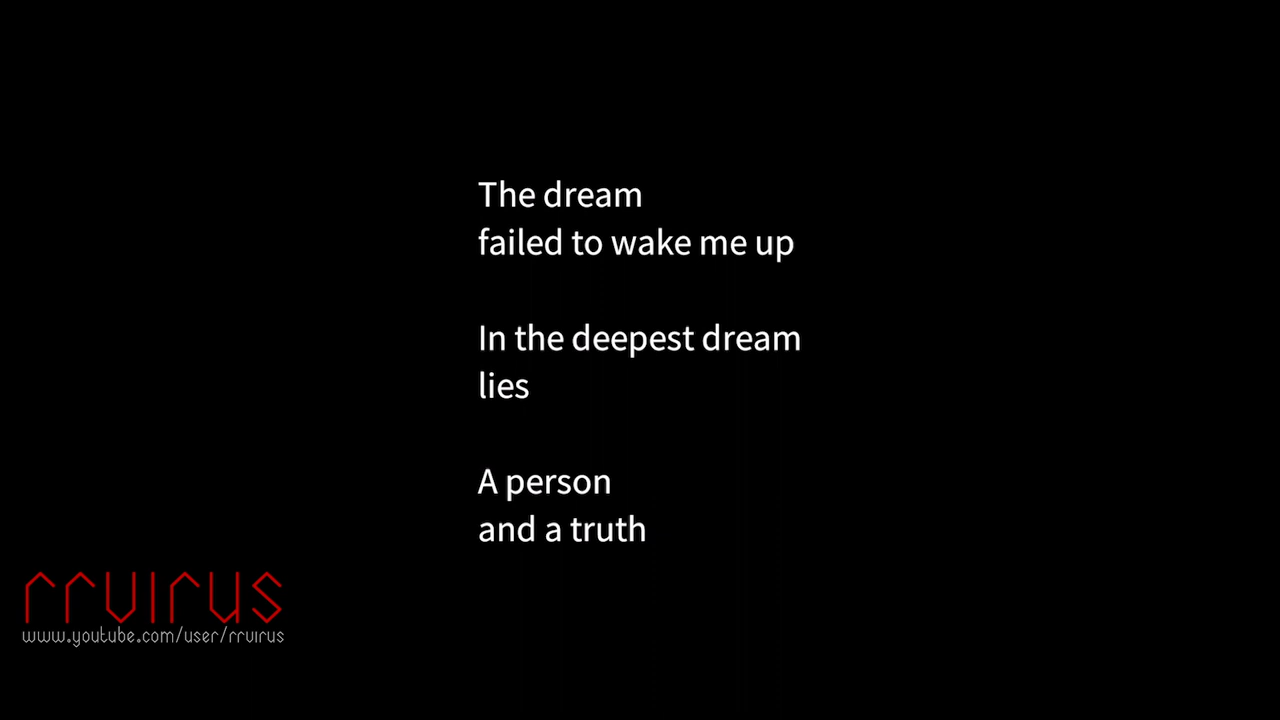 The dream
failed to wake me up
In the deepest dream
lies
A person
and a truth
rrvirus
www.youtube.com/user/rrvirus